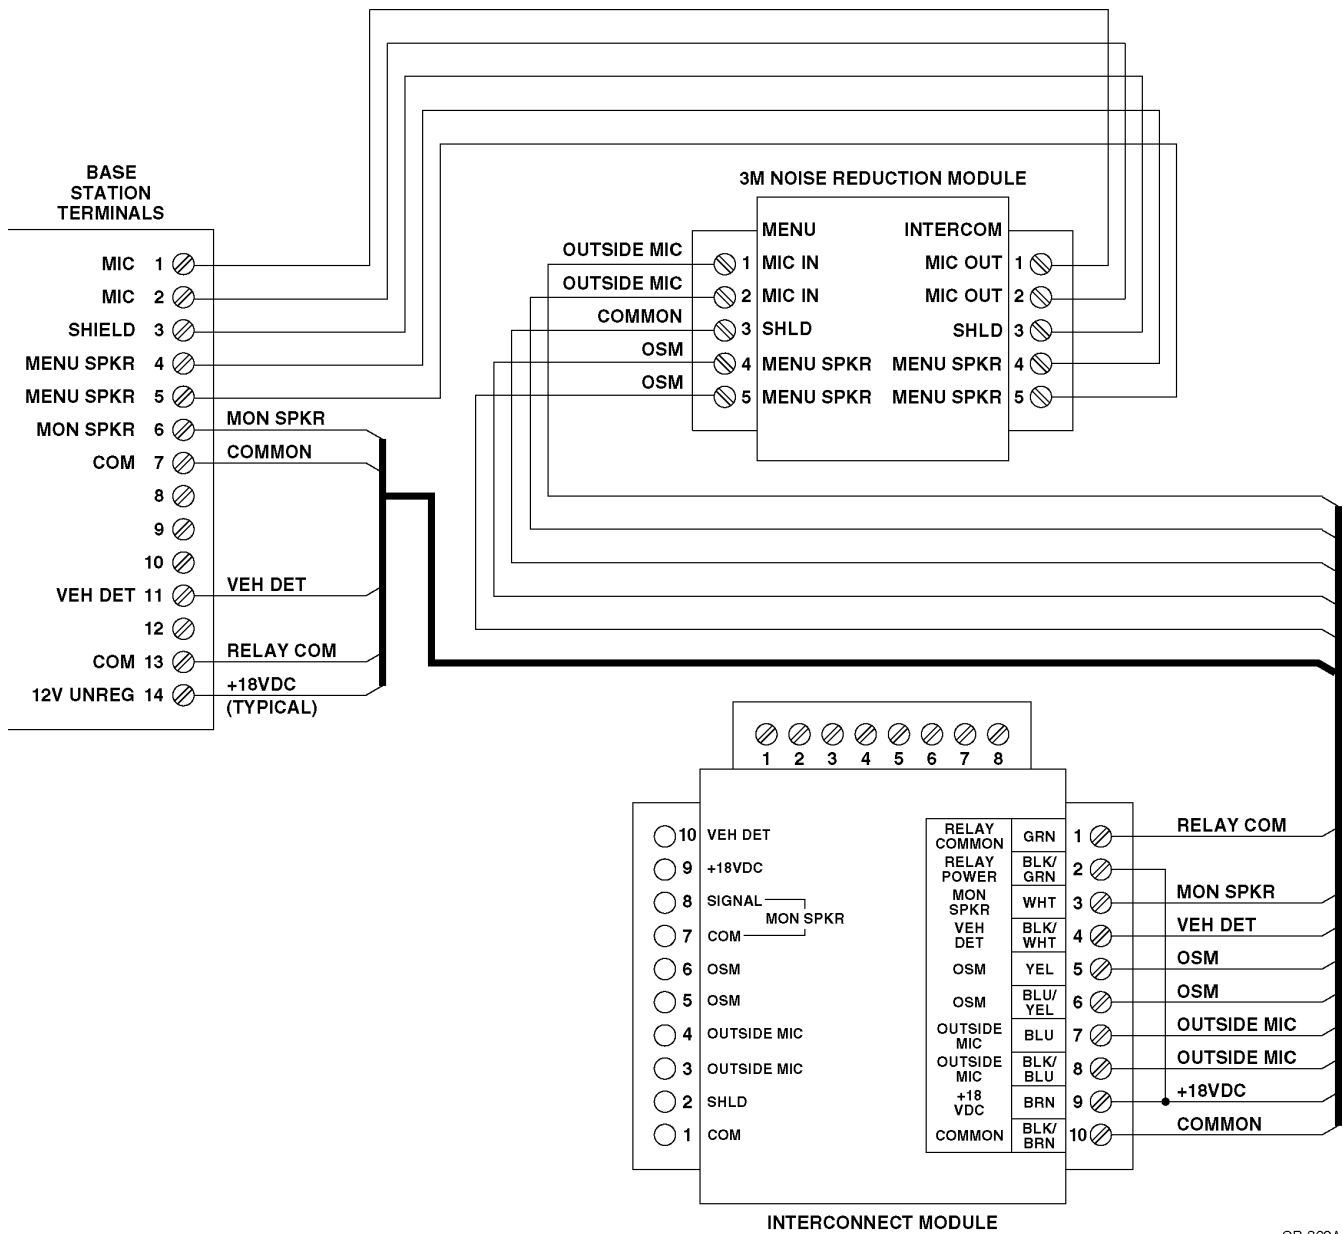 BASE
STATION
TERMINALS
MIC 1
MIC 2
SHIELD 3
MENU SPKR 4
MENU SPKR 5
MON SPKR 6
COM 7
8
9
10
VEH DET 11
12
COM 13
12V UNREG 14
MON SPKR
COMMON
VEH DET
RELAY COM
+18VDC
(TYPICAL)
3M NOISE REDUCTION MODULE
OUTSIDE MIC
OUTSIDE MIC
COMMON
OSM
OSM
MENU
1 MIC IN
2 MIC IN
3 SHLD
4 MENU SPKR
5 MENU SPKR
INTERCOM
MIC OUT 1
MIC OUT 2
SHLD 3
MENU SPKR 4
MENU SPKR 5
1 2 3 4 5 6 7 8
10 VEH DET
9 +18VDC
8 SIGNAL
MON SPKR
7 COM
6 OSM
5 OSM
4 OUTSIDE MIC
3 OUTSIDE MIC
2 SHLD
1 COM
RELAY
COMMON
GRN
1
RELAY COM
RELAY
POWER
BLK/
GRN
2
MON
SPKR
WHT
3
MON SPKR
VEH
DET
BLK/
WHT
4
VEH DET
OSM
YEL
5
OSM
OSM
BLU/
YEL
6
OSM
OUTSIDE
MIC
BLU
7
OUTSIDE MIC
OUTSIDE
MIC
BLK/
BLU
8
OUTSIDE MIC
+18
VDC
BRN
9
+18VDC
COMMON
BLK/
BRN
10
COMMON
INTERCONNECT MODULE